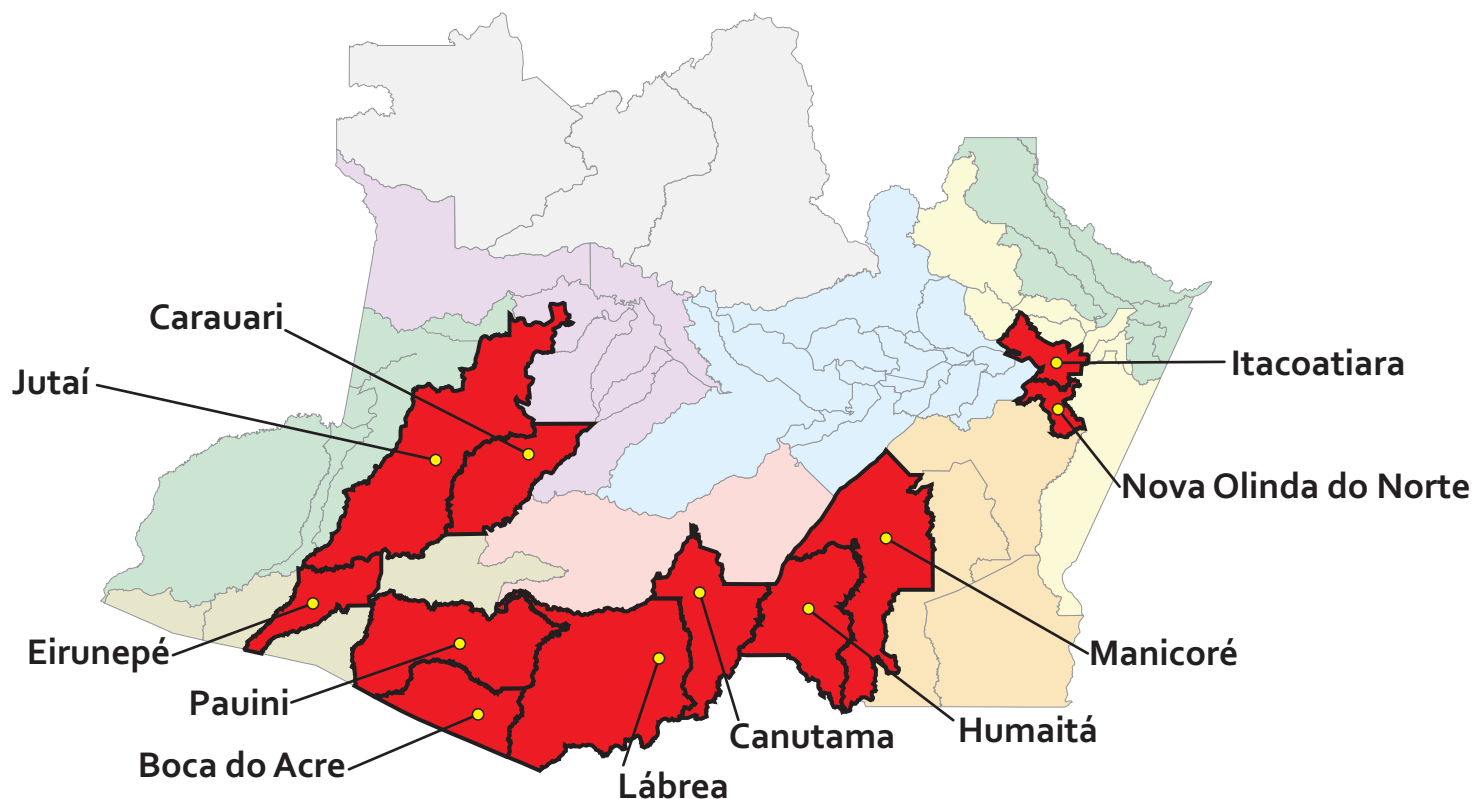 Carauari
Jutaí
Itacoatiara
Nova Olinda do Norte
Eirunepé
Manicoré
Pauini
Humaitá
Canutama
Boca do Acre
Lábrea